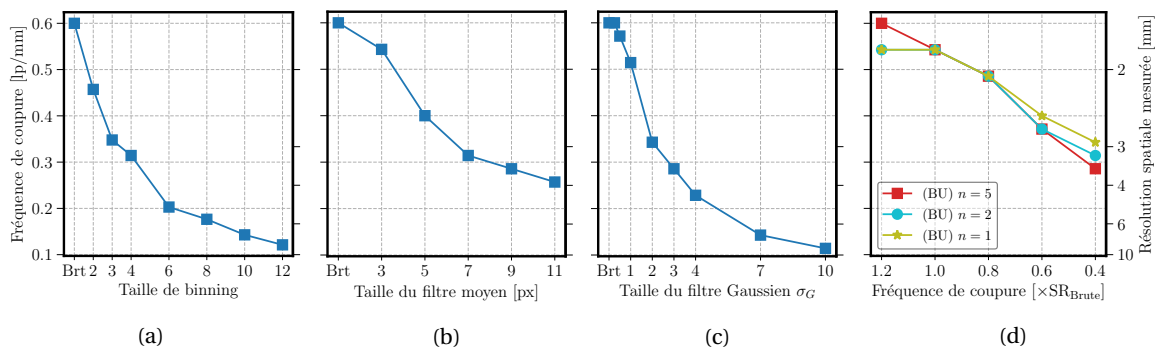 Fréquence de coupure [lp/mm]
0.6
0.5
0.4
0.3
0.2
0.1
Brt 2 3 4 6 8 10 12
Taille de binning
(a)
Brt 3 5 7 9 11
Taille du filtre moyen [px]
(b)
Brt 1 2 3 4 7 10
Taille du filtre Gaussien σG
(c)
(BU) n = 5
(BU) n = 2
(BU) n = 1
1.2 1.0 0.8 0.6 0.4
Fréquence de coupure [×SRBrute]
(d)
2
3
4
6
10
Résolution spatiale mesurée [mm]